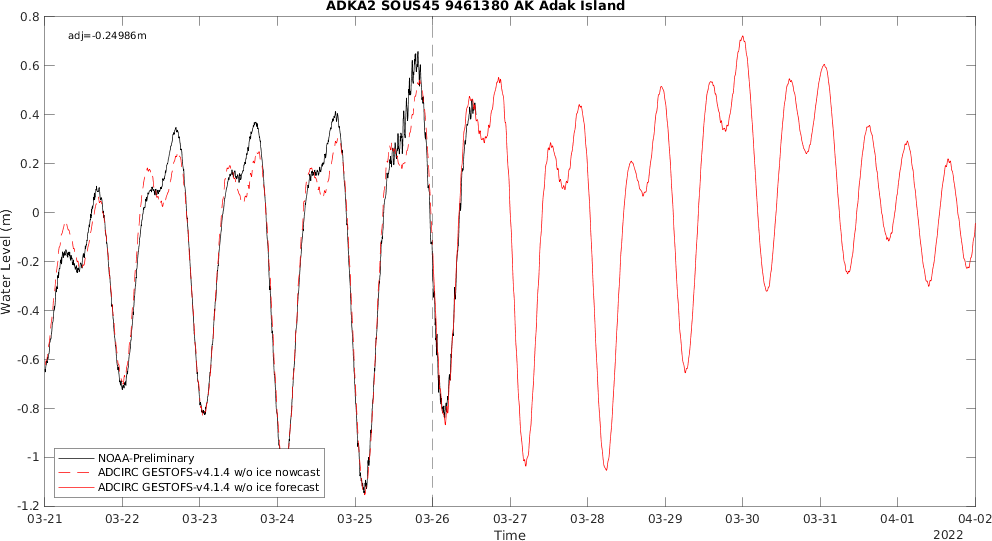 ADKA2 SOUS45 9461380 AK Adak Island
adj=-0.24986m
0.8
0.6
0.4
0.2
0
-0.2
-0.4
-0.6
-0.8
-1
-1.2
Water Level (m)
NOAA-Preliminary
ADCIRC GESTOFS-v4.1.4 w/o ice nowcast
ADCIRC GESTOFS-v4.1.4 w/o ice forecast
03-21 03-22 03-23 03-24 03-25 03-26 03-27 03-28 03-29 03-30 03-31 04-01 04-02
Time
2022